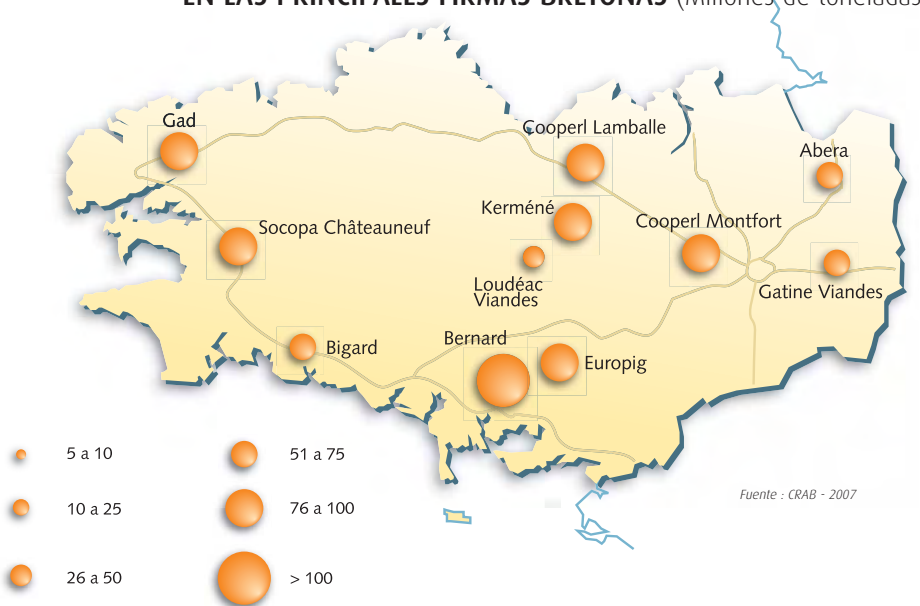 EN LAS PRINCIPALES FIRMAS BRETONAS (Millones de toneladas
Gad
Cooperl Lamballe
Abera
Kerméné
Cooperl Montfort
Socopa Châteauneuf
Loudéac
Viandes
Gatine Viandes
Bernard
Bigard
Europig
5 a 10
51 a 75
10 a 25
76 a 100
26 a 50
> 100
Fuente : CRAB - 2007